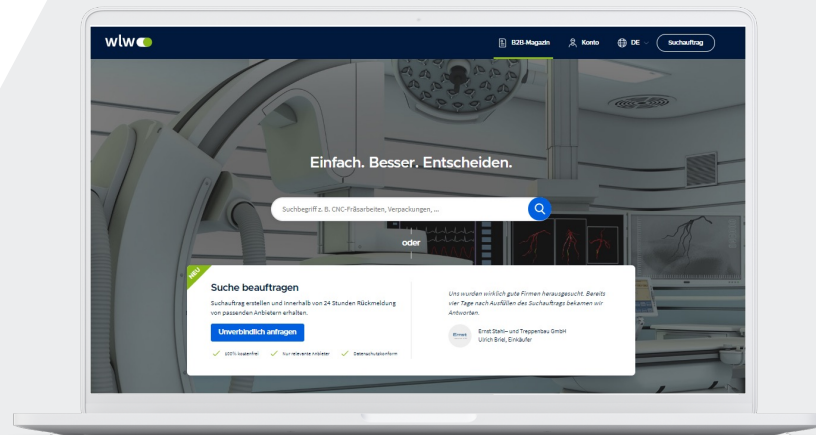 wlw
B2B-Magazin
Konto
DE
Suchauftrag
Einfach. Besser. Entscheiden.
Suchbegriff z. B. CNC-Fräsarbeiten, Verpackungen, ...
oder
NEU
Suche beauftragen
Suchauftrag erstellen und innerhalb von 24 Stunden Rückmeldung
von passenden Anbietern erhalten.
Unverbindlich anfragen
100% kostenfrei
Nur relevante Anbieter
Datenschutzkonform
Uns wurden wirklich gute Firmen herausgesucht. Bereits
vier Tage nach Ausfüllen des Suchauftrags bekamen wir
Antworten.
Ernst Stahl- und Treppenbau GmbH
Ulrich Briel, Einkäufer